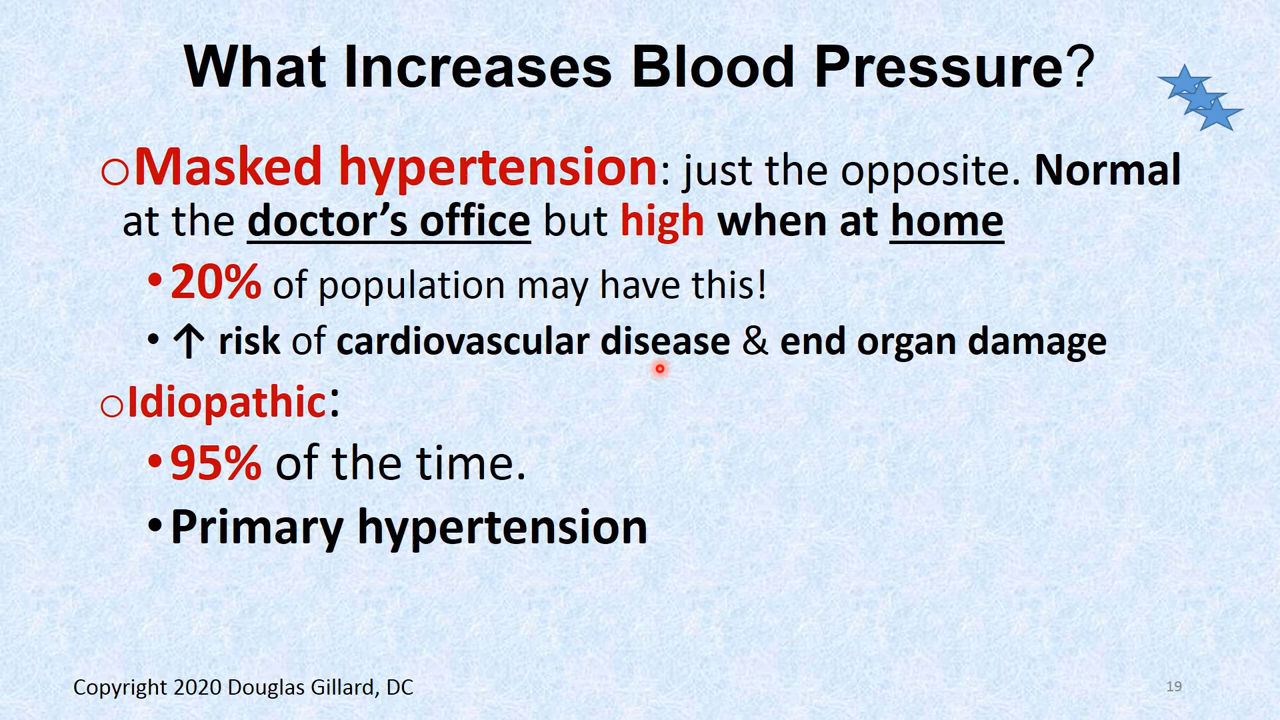 What Increases Blood Pressure?
oMasked hypertension: just the opposite. Normal
at the doctor’s office but high when at home
•20% of population may have this!
• ↑ risk of cardiovascular disease & end organ damage
oIdiopathic:
•95% of the time.
•Primary hypertension
Copyright 2020 Douglas Gillard, DC
19